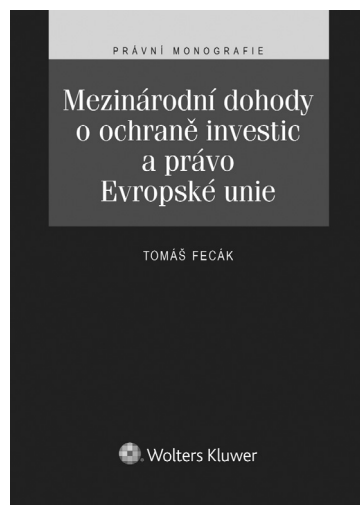 PRÁVNÍ MONOGRAFIE
Mezinárodní dohody
o ochraně investic
a právo
Evropské unie
TOMÁŠ FECÁK
Wolters Kluwer